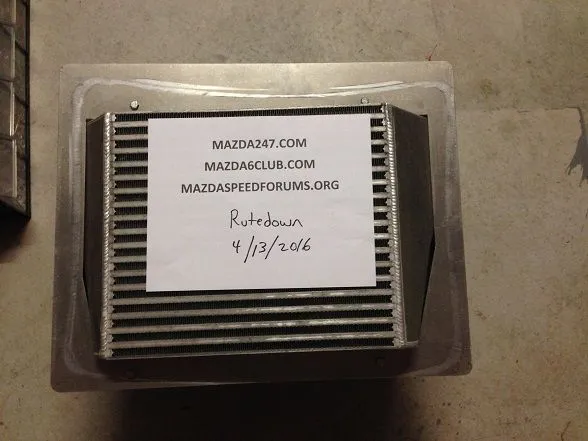 MAZDA247.COM
MAZDA6CLUB.COM
MAZDASPEEDFORUMS.ORG
Rutedown
4/13/2016